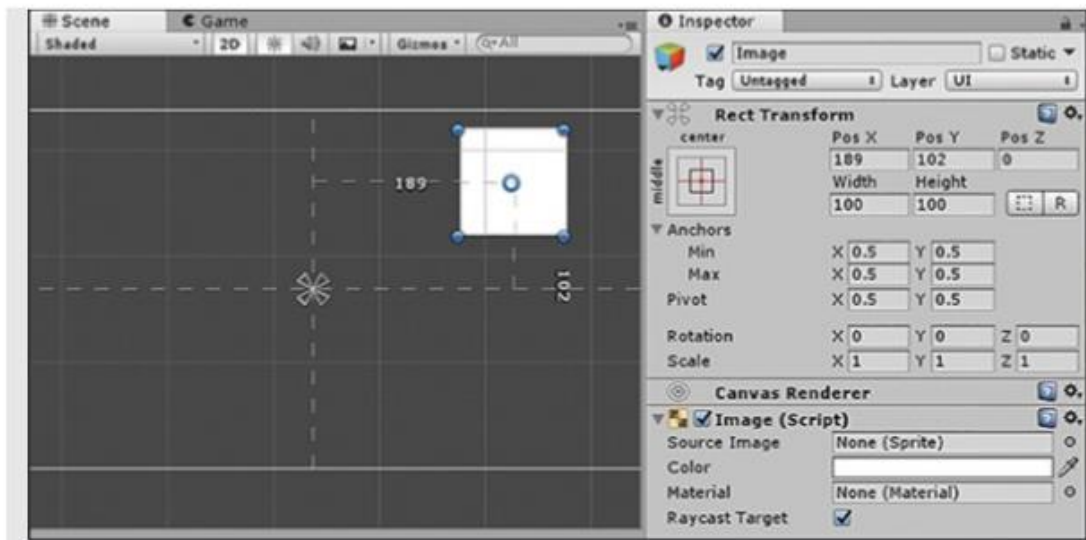 Scene Game
Shaded 2D Gizmos Q▾All
189
102
Inspector
Image Static
Tag Untagged Layer UI
Rect Transform
center Pos X Pos Y Pos Z
middle 189 102 0
Width Height
100 100 R
Anchors
Min X 0.5 Y 0.5
Max X 0.5 Y 0.5
Pivot X 0.5 Y 0.5
Rotation X 0 Y 0 Z 0
Scale X 1 Y 1 Z 1
Canvas Renderer
Image (Script)
Source Image None (Sprite)
Color
Material None (Material)
Raycast Target